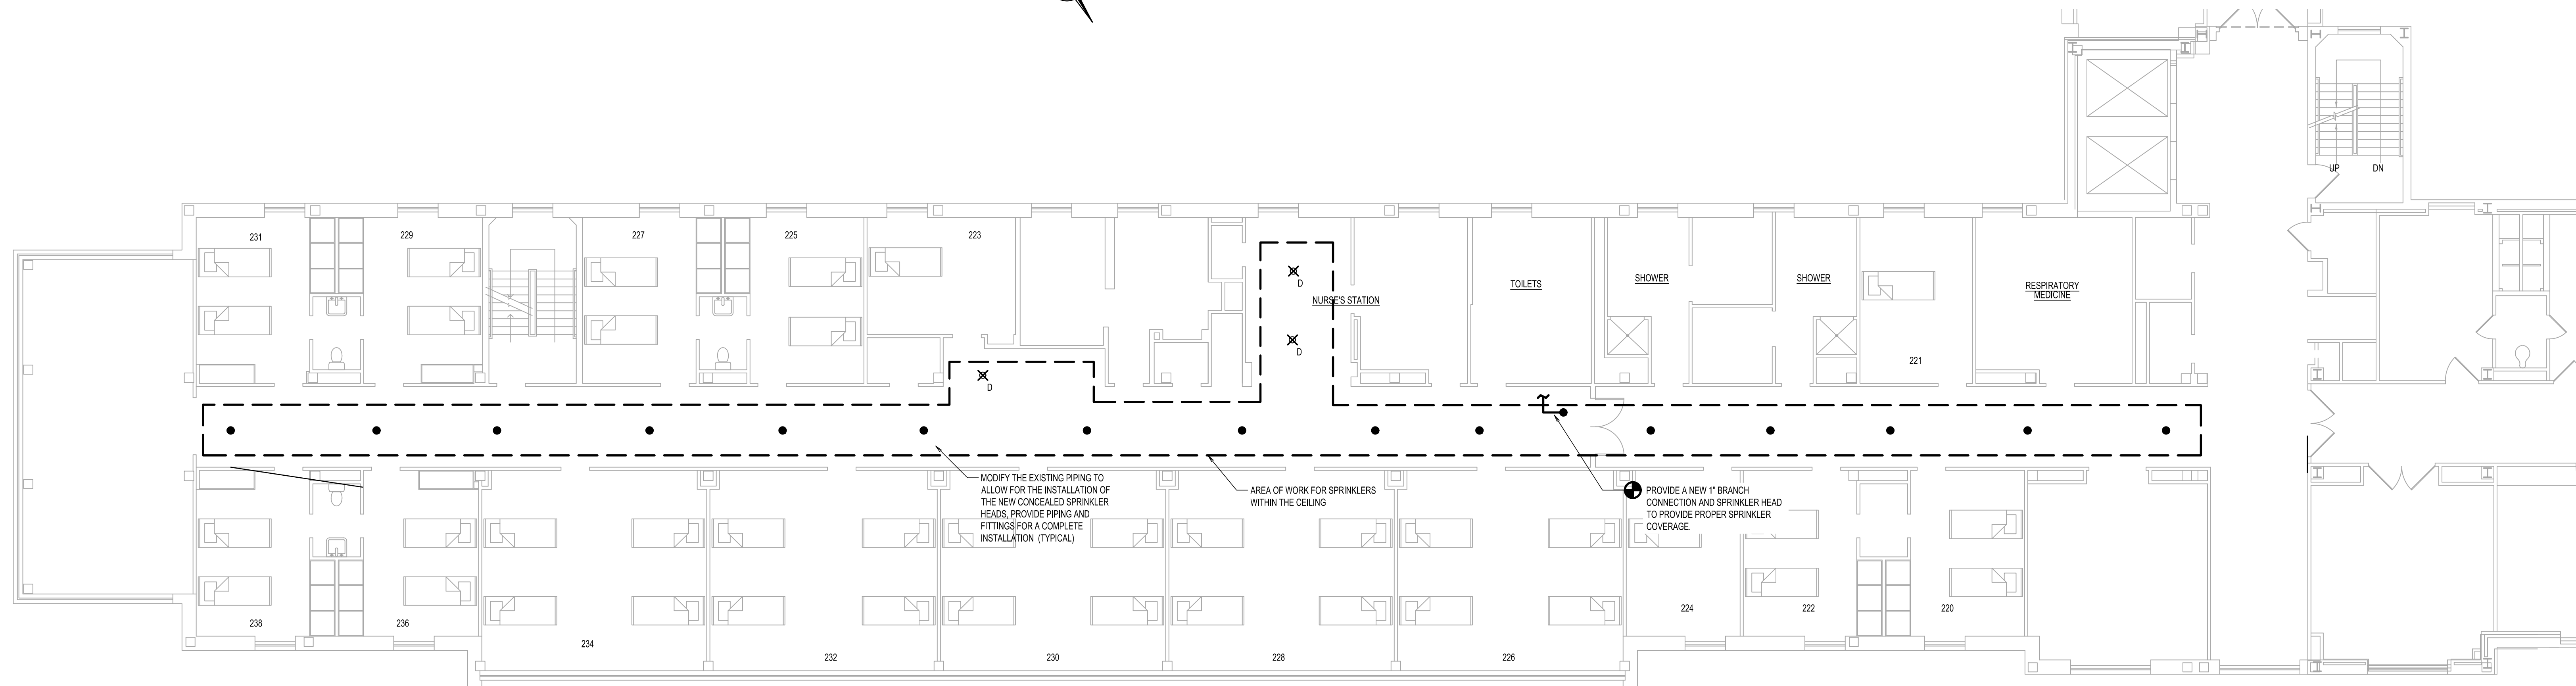 UP
DN
231
229
227
225
223
NURSE'S STATION
TOILETS
SHOWER
SHOWER
RESPIRATORY
MEDICINE
221
D
D
D
MODIFY THE EXISTING PIPING TO
ALLOW FOR THE INSTALLATION OF
THE NEW CONCEALED SPRINKLER
HEADS, PROVIDE PIPING AND
FITTINGS FOR A COMPLETE
INSTALLATION (TYPICAL)
AREA OF WORK FOR SPRINKLERS
WITHIN THE CEILING
PROVIDE A NEW 1" BRANCH
CONNECTION AND SPRINKLER HEAD
TO PROVIDE PROPER SPRINKLER
COVERAGE.
238
236
234
232
230
228
226
224
222
220